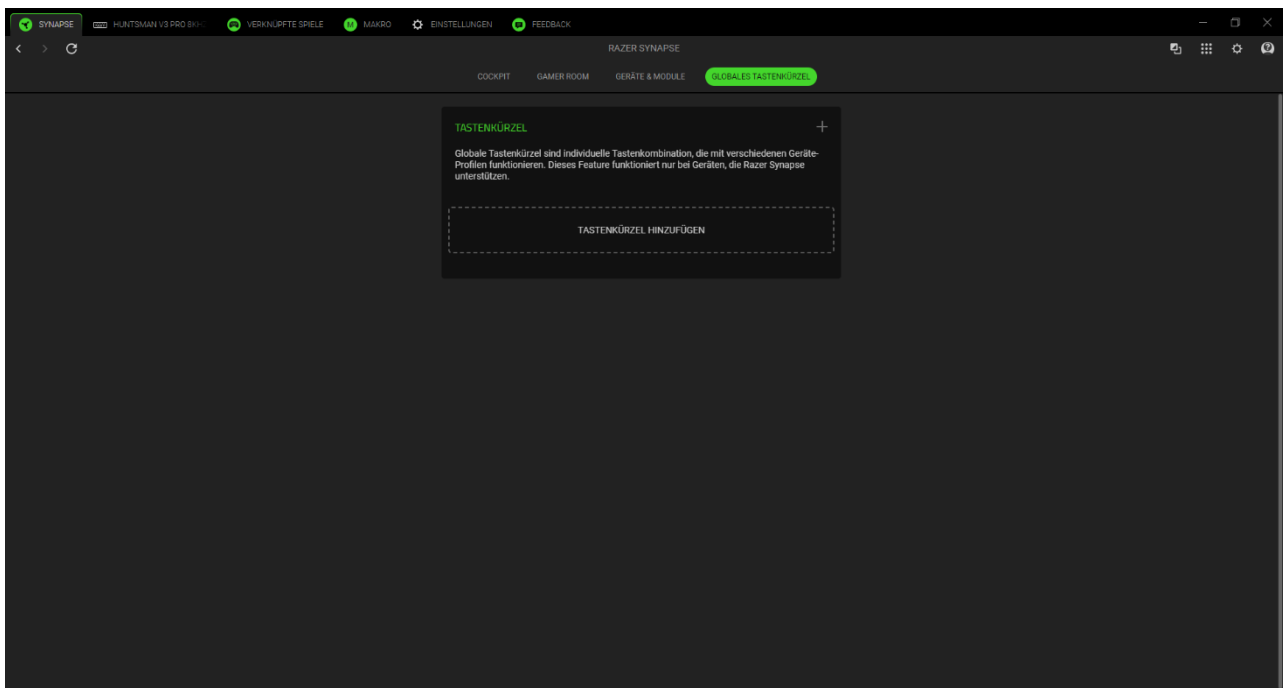 SYNAPSE
HUNTSMAN V3 PRO 8KHZ
VERKNÜPFTE SPIELE
MAKRO
EINSTELLUNGEN
FEEDBACK
RAZER SYNAPSE
COCKPIT
GAMER ROOM
GERÄTE & MODULE
GLOBALES TASTENKÜRZEL
TASTENKÜRZEL
Globale Tastenkürzel sind individuelle Tastenkombination, die mit verschiedenen Geräte-
Profilen funktionieren. Dieses Feature funktioniert nur bei Geräten, die Razer Synapse
unterstützen.
TASTENKÜRZEL HINZUFÜGEN